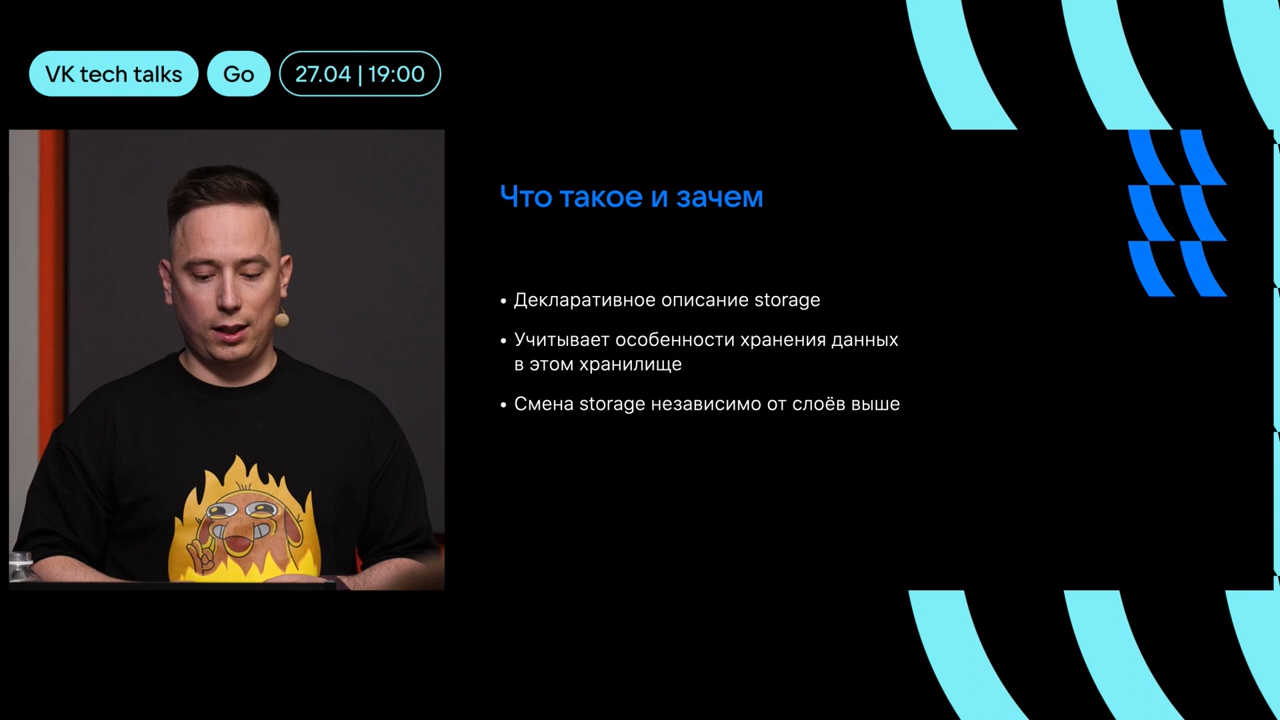 VK tech talks
Go
27.04 | 19:00
Что такое и зачем
• Декларативное описание storage
• Учитывает особенности хранения данных
в этом хранилище
• Смена storage независимо от слоёв выше